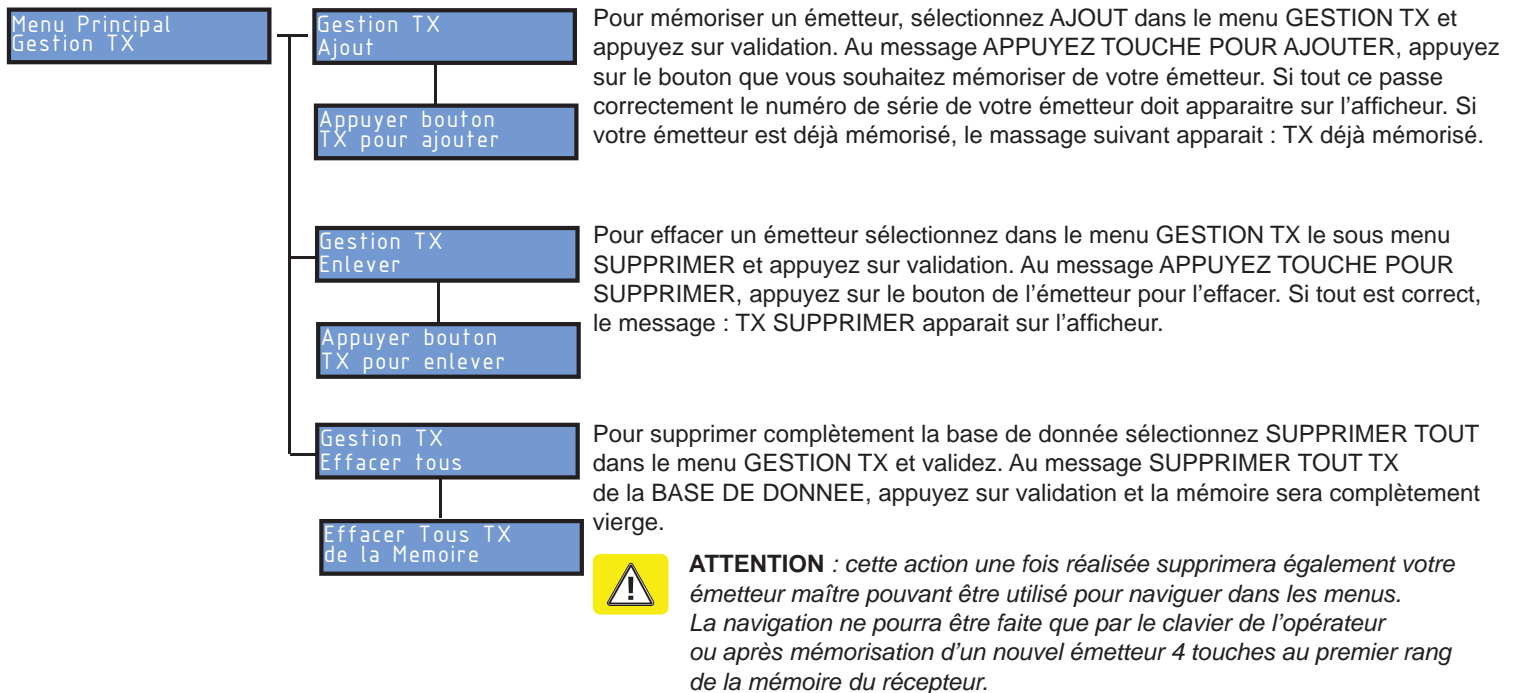 Menu Principal
Gestion TX
Gestion TX
Ajout
Appuyer bouton
TX pour ajouter
Pour mémoriser un émetteur, sélectionnez AJOUT dans le menu GESTION TX et
appuyez sur validation. Au message APPUYEZ TOUCHE POUR AJOUTER, appuyez
sur le bouton que vous souhaitez mémoriser de votre émetteur. Si tout ce passe
correctement le numéro de série de votre émetteur doit apparaitre sur l’afficheur. Si
votre émetteur est déjà mémorisé, le massage suivant apparait : TX déjà mémorisé.
Gestion TX
Enlever
Appuyer bouton
TX pour enlever
Pour effacer un émetteur sélectionnez dans le menu GESTION TX le sous menu
SUPPRIMER et appuyez sur validation. Au message APPUYEZ TOUCHE POUR
SUPPRIMER, appuyez sur le bouton de l’émetteur pour l’effacer. Si tout est correct,
le message : TX SUPPRIMER apparait sur l’afficheur.
Gestion TX
Effacer tous
Effacer Tous TX
de la Memoire
Pour supprimer complètement la base de donnée sélectionnez SUPPRIMER TOUT
dans le menu GESTION TX et validez. Au message SUPPRIMER TOUT TX
de la BASE DE DONNEE, appuyez sur validation et la mémoire sera complètement
vierge.
ATTENTION : cette action une fois réalisée supprimera également votre
émetteur maître pouvant être utilisé pour naviguer dans les menus.
La navigation ne pourra être faite que par le clavier de l’opérateur
ou après mémorisation d’un nouvel émetteur 4 touches au premier rang
de la mémoire du récepteur.